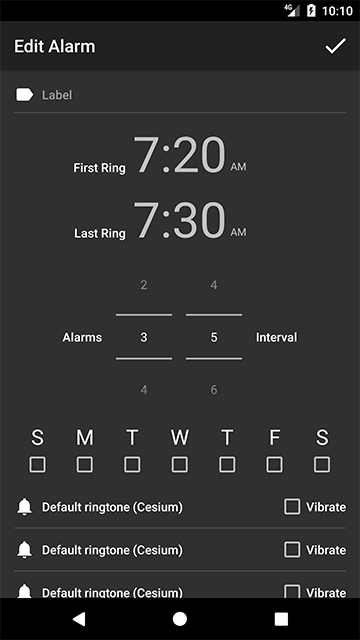 4G 10:10
Edit Alarm
Label
First Ring 7:20 AM
Last Ring 7:30 AM
2 4
Alarms 3 5 Interval
4 6
S M T W T F S
Default ringtone (Cesium) Vibrate
Default ringtone (Cesium) Vibrate
Default ringtone (Cesium) Vibrate